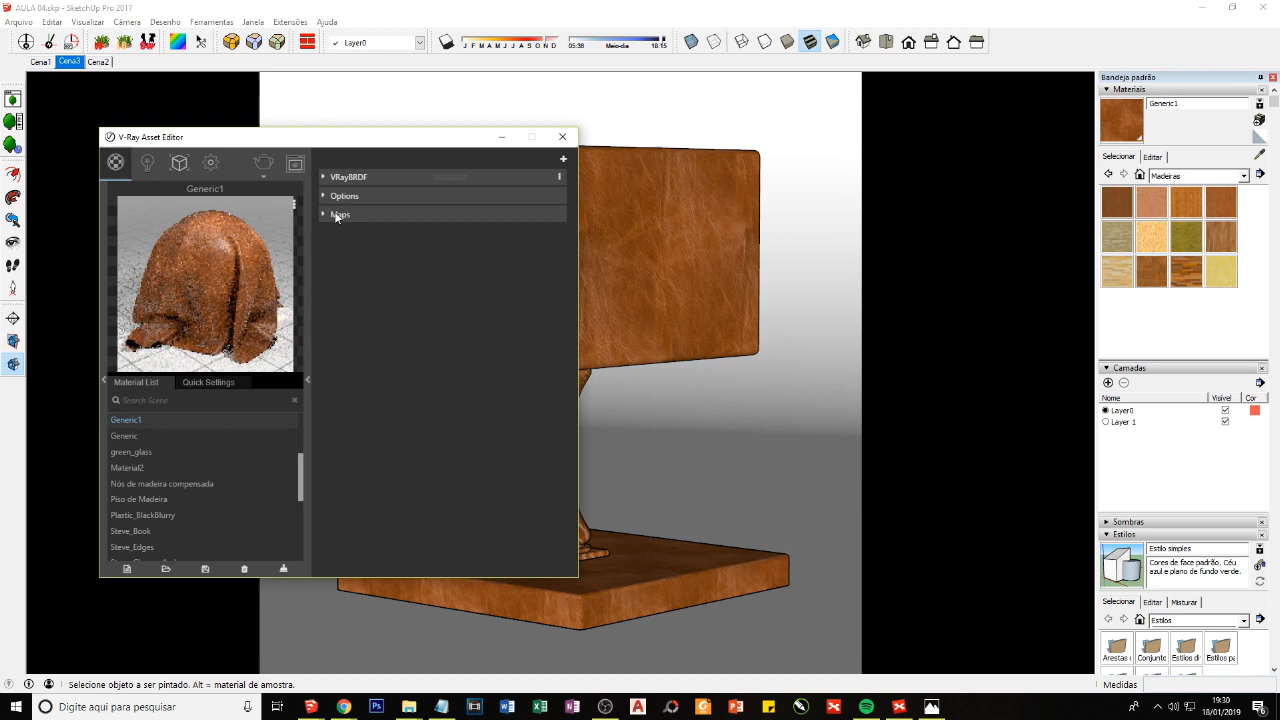 AULA 04.skp - SketchUp Pro 2017
Arquivo Editar Visualizar Câmera Desenho Ferramentas Janela Extensões Ajuda
Layer0
J F M A M J J A S O N D
05:38 Meio-dia 18:15
Cena1 Cena3 Cena2
Bandeja padrão
Materiais
Generic1
Selecionar Editar
Madeiras
V-Ray Asset Editor
Generic1
VRayBRDF
Options
Maps
Material List Quick Settings
Search Scene
Generic1
Generic
green_glass
Material2
Nós de madeira compensada
Piso de Madeira
Plastic_BlackBlurry
Steve_Book
Steve_Edges
Camadas
Nome Visível Cor
Layer0
Layer 1
Sombras
Estilos
Estilo simples
Cores de face padrão. Céu
azul e plano de fundo verde.
Selecionar Editar Misturar
Estilos
Arestas r Conjunto Estilos di Estilos pa
Selecione objeto a ser pintado. Alt = material de amostra.
Medidas
Digite aqui para pesquisar
19:30
18/01/2019